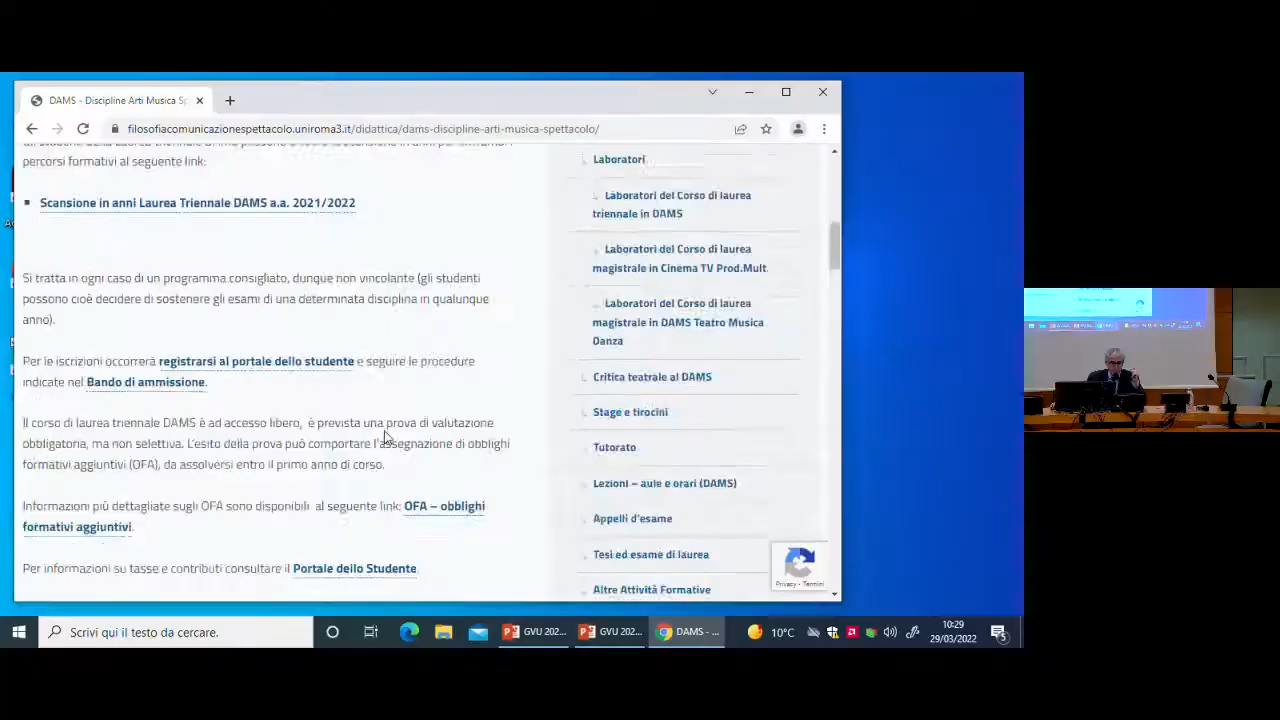 DAMS - Discipline Arti Musica Sp
filosofiacomunicazionespettacolo.uniroma3.it/didattica/dams-discipline-arti-musica-spettacolo/
percorsi formativi al seguente link:
Scansione in anni Laurea Triennale DAMS a.a. 2021/2022
Si tratta in ogni caso di un programma consigliato, dunque non vincolante (gli studenti
possono cioè decidere di sostenere gli esami di una determinata disciplina in qualunque
anno).
Per le iscrizioni occorrerà registrarsi al portale dello studente e seguire le procedure
indicate nel Bando di ammissione.
Il corso di laurea triennale DAMS è ad accesso libero, è prevista una prova di valutazione
obbligatoria, ma non selettiva. L'esito della prova può comportare l'assegnazione di obblighi
formativi aggiuntivi (OFA), da assolversi entro il primo anno di corso.
Informazioni più dettagliate sugli OFA sono disponibili al seguente link: OFA – obblighi
formativi aggiuntivi.
Per informazioni su tasse e contributi consultare il Portale dello Studente.
Laboratori
Laboratori del Corso di laurea
triennale in DAMS
Laboratori del Corso di laurea
magistrale in Cinema TV Prod.Mult.
Laboratori del Corso di laurea
magistrale in DAMS Teatro Musica
Danza
Critica teatrale al DAMS
Stage e tirocini
Tutorato
Lezioni – aule e orari (DAMS)
Appelli d'esame
Tesi ed esame di laurea
Altre Attività Formative
Privacy - Termini
Scrivi qui il testo da cercare.
GVU 202...
GVU 202...
DAMS - ...
10°C
10:29
29/03/2022
5